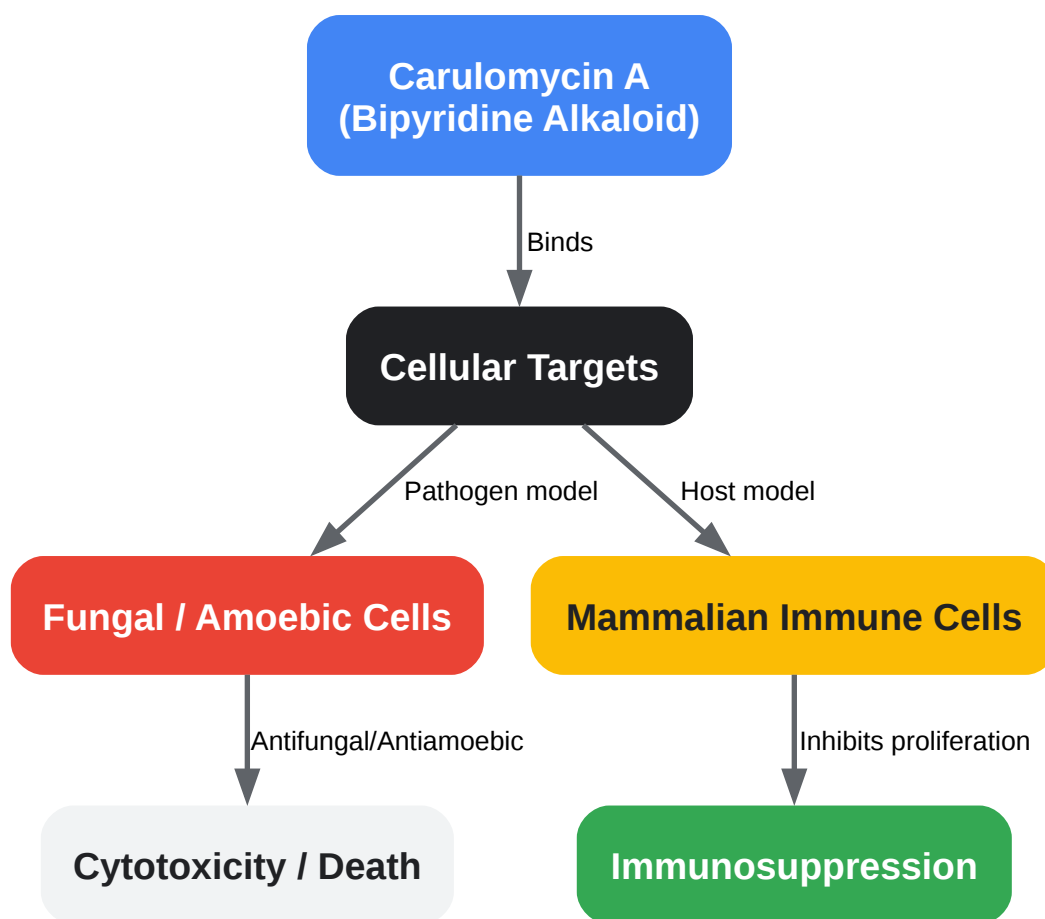 Carulomycin A
(Bipyridine Alkaloid)
Binds
Cellular Targets
Pathogen model
Host model
Fungal / Amoebic Cells
Mammalian Immune Cells
Antifungal/Antiamoebic
Inhibits proliferation
Cytotoxicity / Death
Immunosuppression